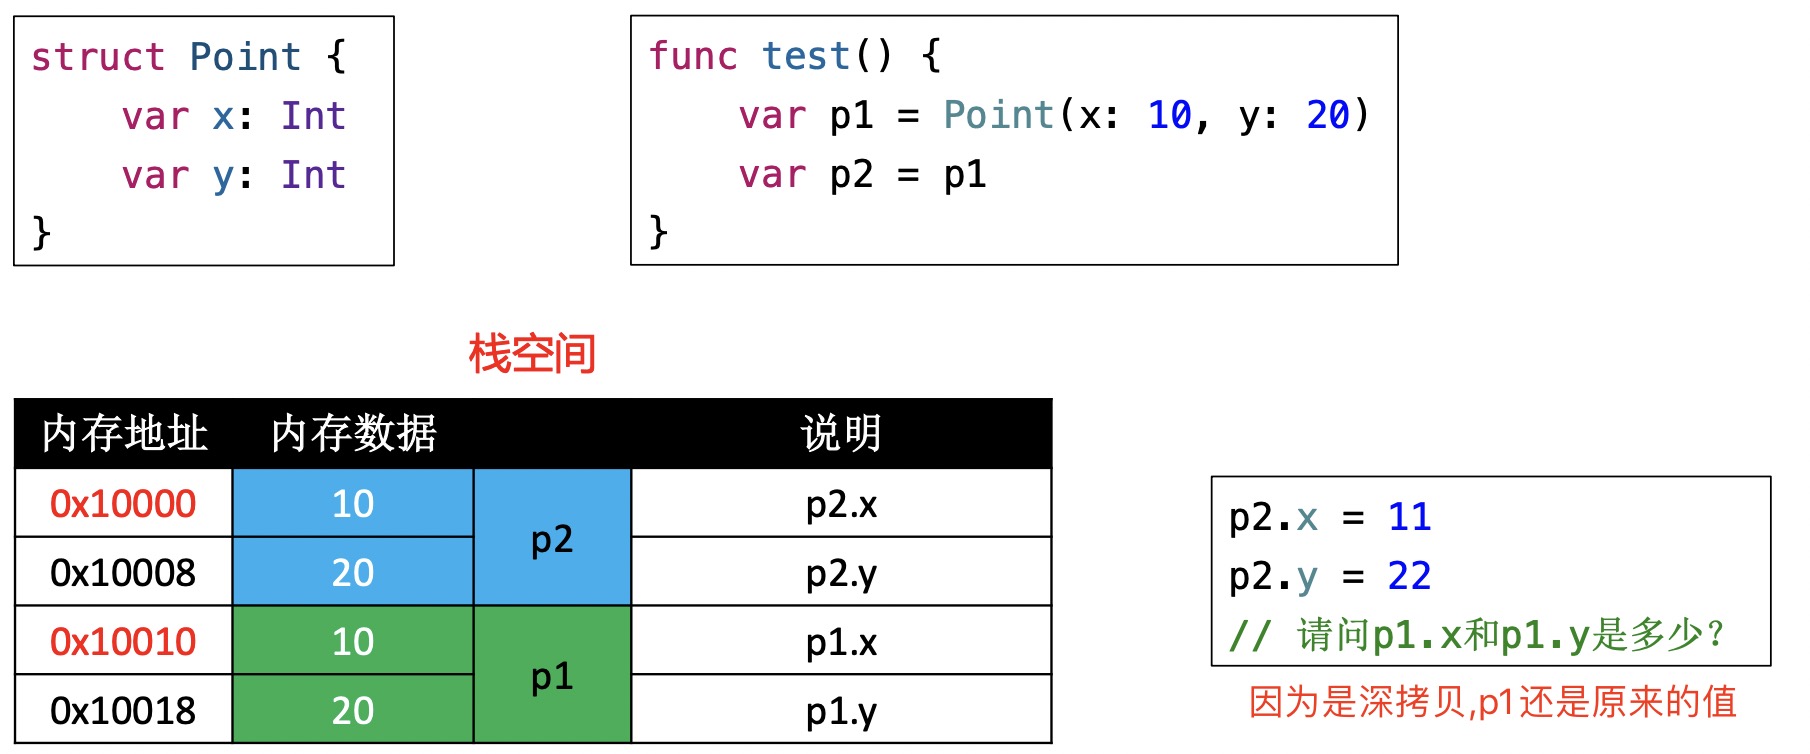 struct Point {
var x: Int
var y: Int
}
func test() {
var p1 = Point(x: 10, y: 20)
var p2 = p1
}
栈空间
内存地址 内存数据 说明
0x10000 10 p2.x
p2
0x10008 20 p2.y
0x10010 10 p1.x
p1
0x10018 20 p1.y
p2.x = 11
p2.y = 22
// 请问p1.x和p1.y是多少?
因为是深拷贝,p1还是原来的值